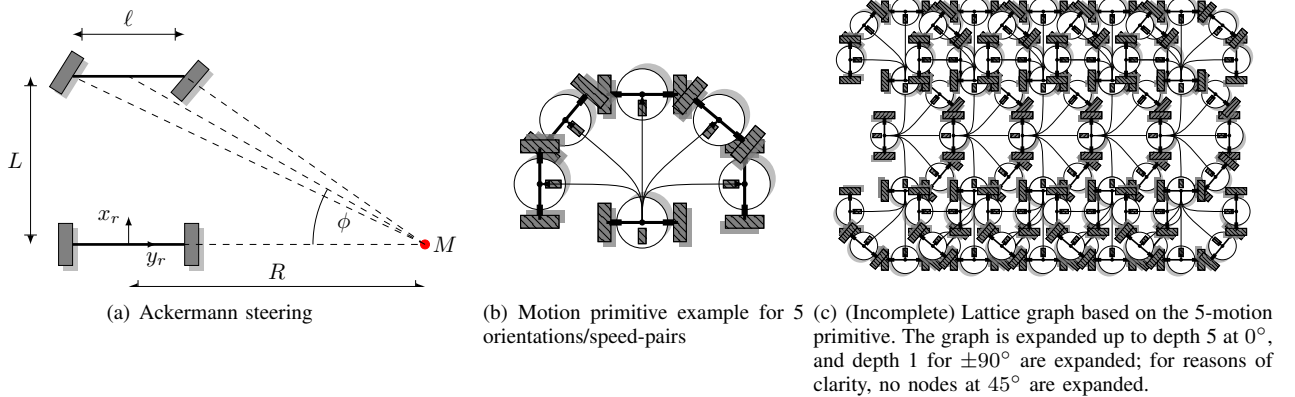 ℓ
L
x_r
ϕ
M
y_r
R
(a) Ackermann steering
(b) Motion primitive example for 5
orientations/speed-pairs
(c) (Incomplete) Lattice graph based on the 5-motion
primitive. The graph is expanded up to depth 5 at 0°,
and depth 1 for ±90° are expanded; for reasons of
clarity, no nodes at 45° are expanded.